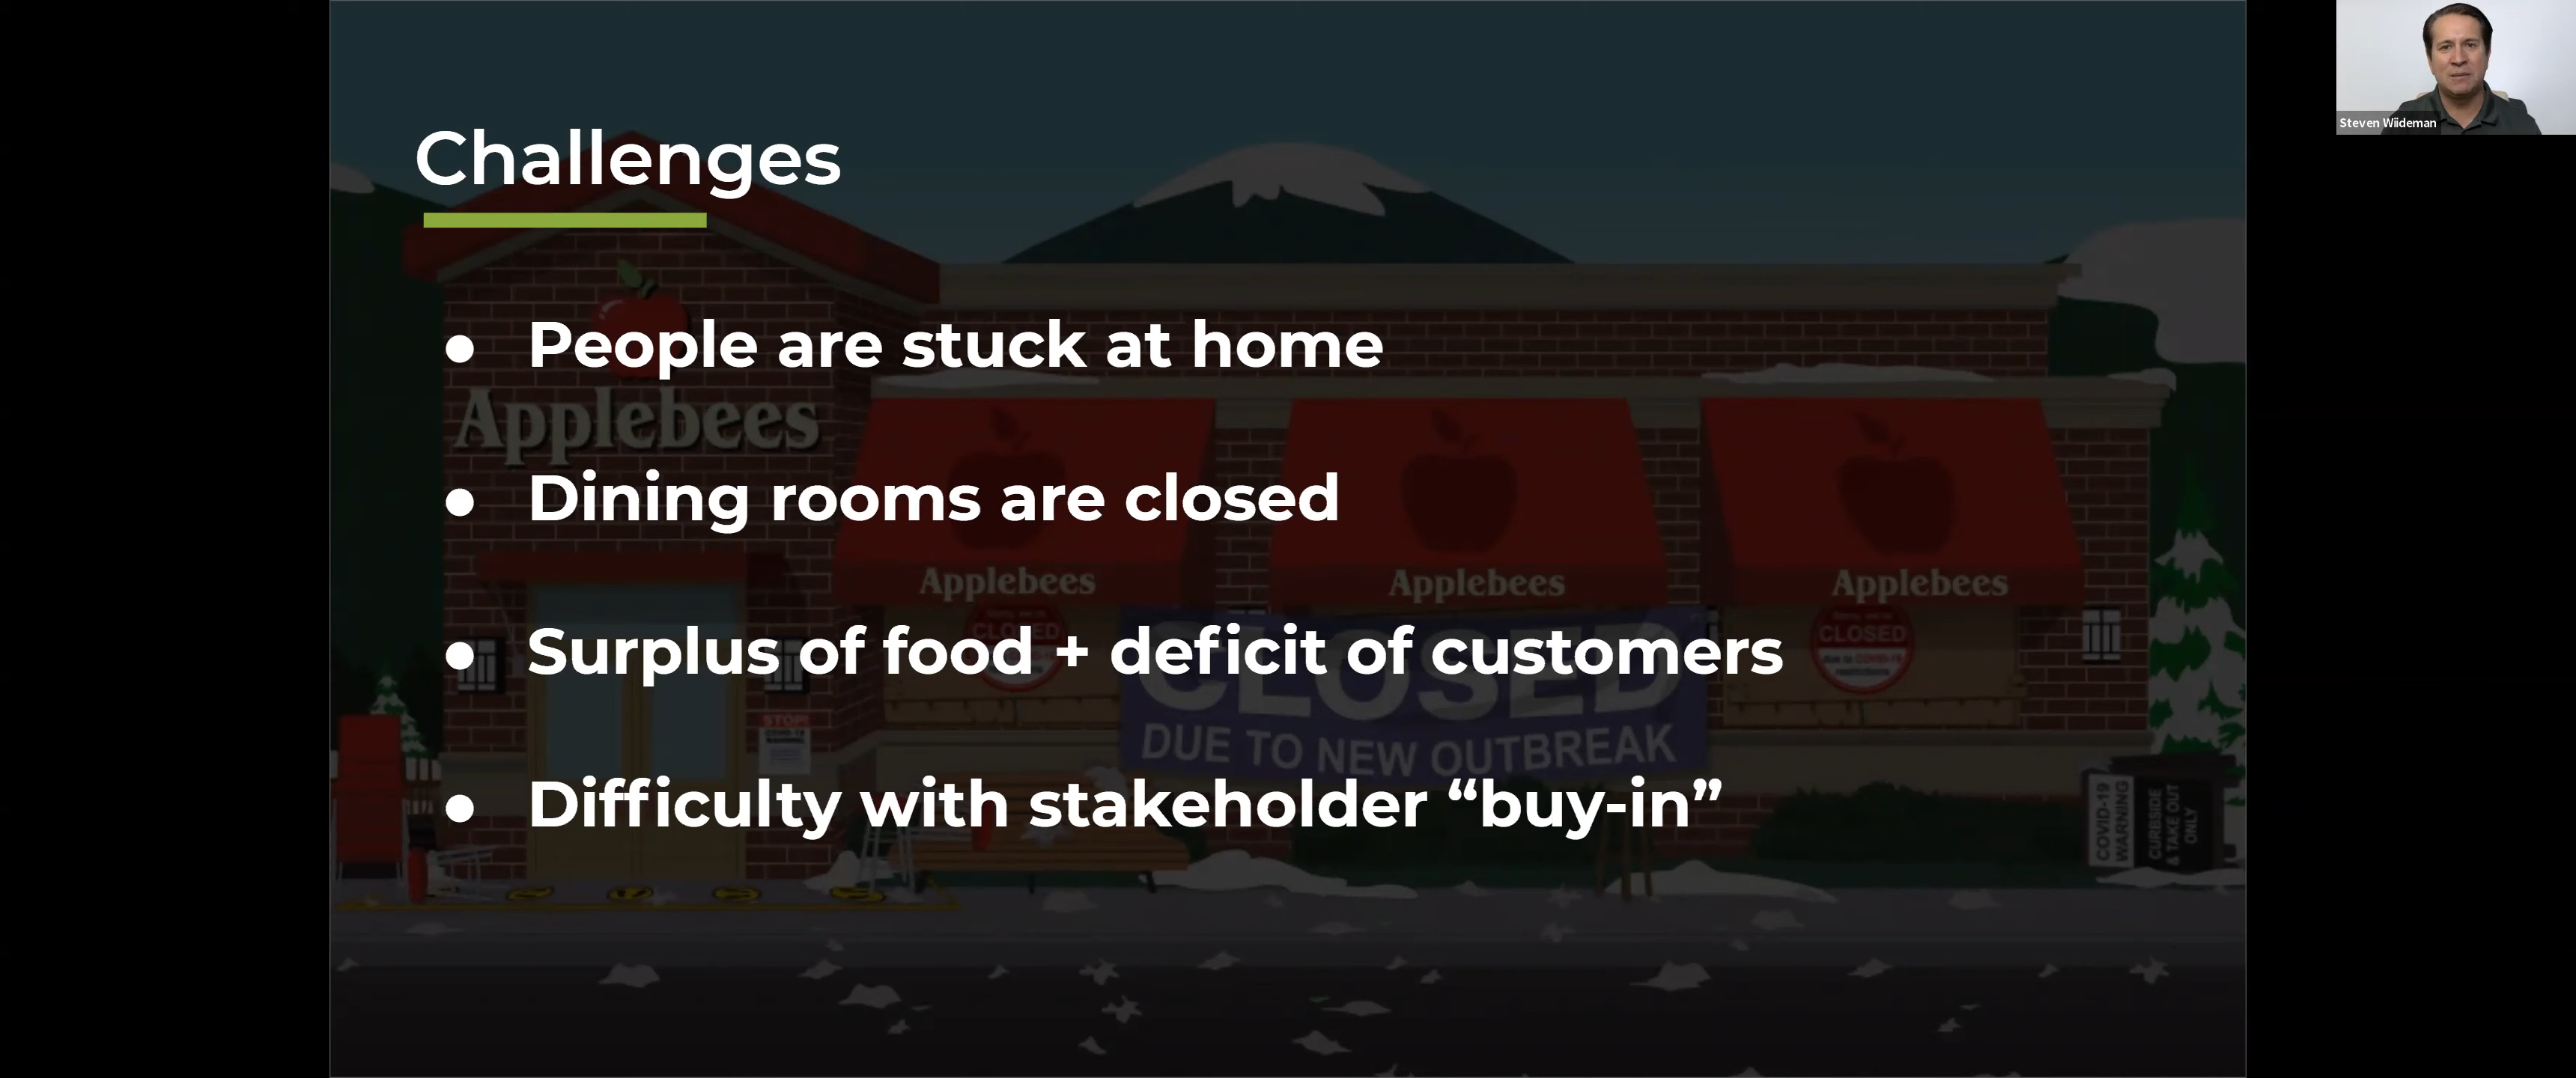 Challenges
● People are stuck at home
● Dining rooms are closed
● Surplus of food + deficit of customers
● Difficulty with stakeholder “buy-in”
Applebees
Applebees
Applebees
Applebees
CLOSED
CLOSED
CLOSED
DUE TO NEW OUTBREAK
STOP!
COVID-19
WARNING
CURBSIDE
& TAKE OUT
ONLY
Steven Wiideman